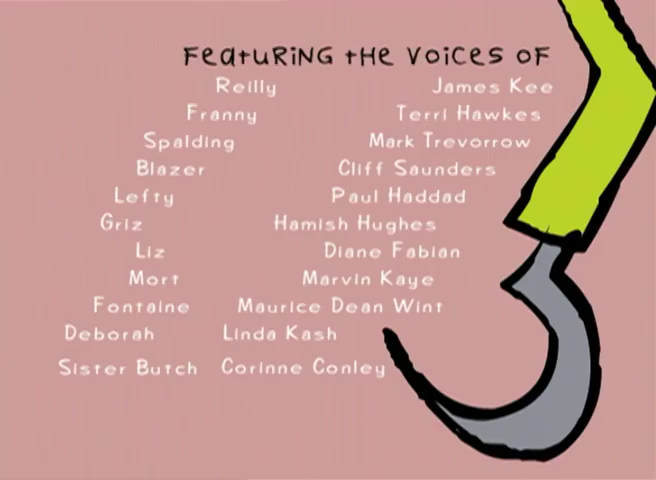 FEATURING THE VOICES OF
Reilly James Kee
Franny Terri Hawkes
Spalding Mark Trevorrow
Blazer Cliff Saunders
Lefty Paul Haddad
Griz Hamish Hughes
Liz Diane Fabian
Mort Marvin Kaye
Fontaine Maurice Dean Wint
Deborah Linda Kash
Sister Butch Corinne Conley